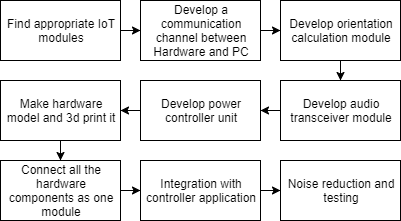 Find appropriate IoT
modules
Develop a
communication
channel between
Hardware and PC
Develop orientation
calculation module
Develop audio
transceiver module
Develop power
controller unit
Make hardware
model and 3d print it
Connect all the
hardware
components as one
module
Integration with
controller application
Noise reduction and
testing